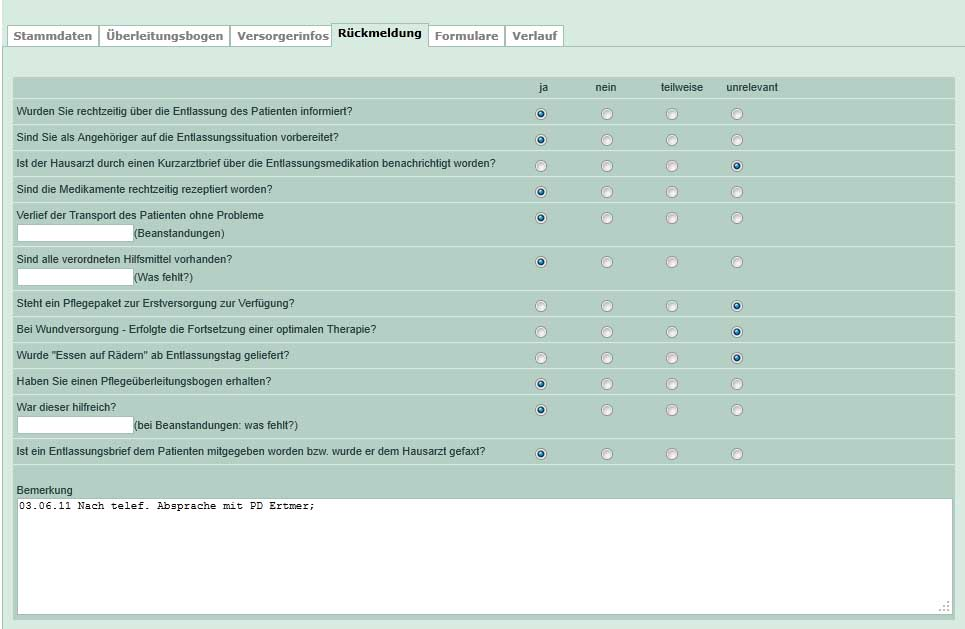 Stammdaten Überleitungsbogen Versorgerinfos Rückmeldung Formulare Verlauf
ja nein teilweise unrelevant
Wurden Sie rechtzeitig über die Entlassung des Patienten informiert?
Sind Sie als Angehöriger auf die Entlassungssituation vorbereitet?
Ist der Hausarzt durch einen Kurzarztbrief über die Entlassungsmedikation benachrichtigt worden?
Sind die Medikamente rechtzeitig rezeptiert worden?
Verlief der Transport des Patienten ohne Probleme
(Beanstandungen)
Sind alle verordneten Hilfsmittel vorhanden?
(Was fehlt?)
Steht ein Pflegepaket zur Erstversorgung zur Verfügung?
Bei Wundversorgung - Erfolgte die Fortsetzung einer optimalen Therapie?
Wurde "Essen auf Rädern" ab Entlassungstag geliefert?
Haben Sie einen Pflegeüberleitungsbogen erhalten?
War dieser hilfreich?
(bei Beanstandungen: was fehlt?)
Ist ein Entlassungsbrief dem Patienten mitgegeben worden bzw. wurde er dem Hausarzt gefaxt?
Bemerkung
03.06.11 Nach telef. Absprache mit PD Ertmer;